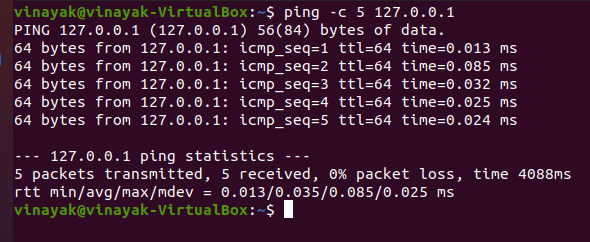 vinayak@vinayak-VirtualBox:~$ ping -c 5 127.0.0.1
PING 127.0.0.1 (127.0.0.1) 56(84) bytes of data.
64 bytes from 127.0.0.1: icmp_seq=1 ttl=64 time=0.013 ms
64 bytes from 127.0.0.1: icmp_seq=2 ttl=64 time=0.085 ms
64 bytes from 127.0.0.1: icmp_seq=3 ttl=64 time=0.032 ms
64 bytes from 127.0.0.1: icmp_seq=4 ttl=64 time=0.025 ms
64 bytes from 127.0.0.1: icmp_seq=5 ttl=64 time=0.024 ms

--- 127.0.0.1 ping statistics ---
5 packets transmitted, 5 received, 0% packet loss, time 4088ms
rtt min/avg/max/mdev = 0.013/0.035/0.085/0.025 ms
vinayak@vinayak-VirtualBox:~$